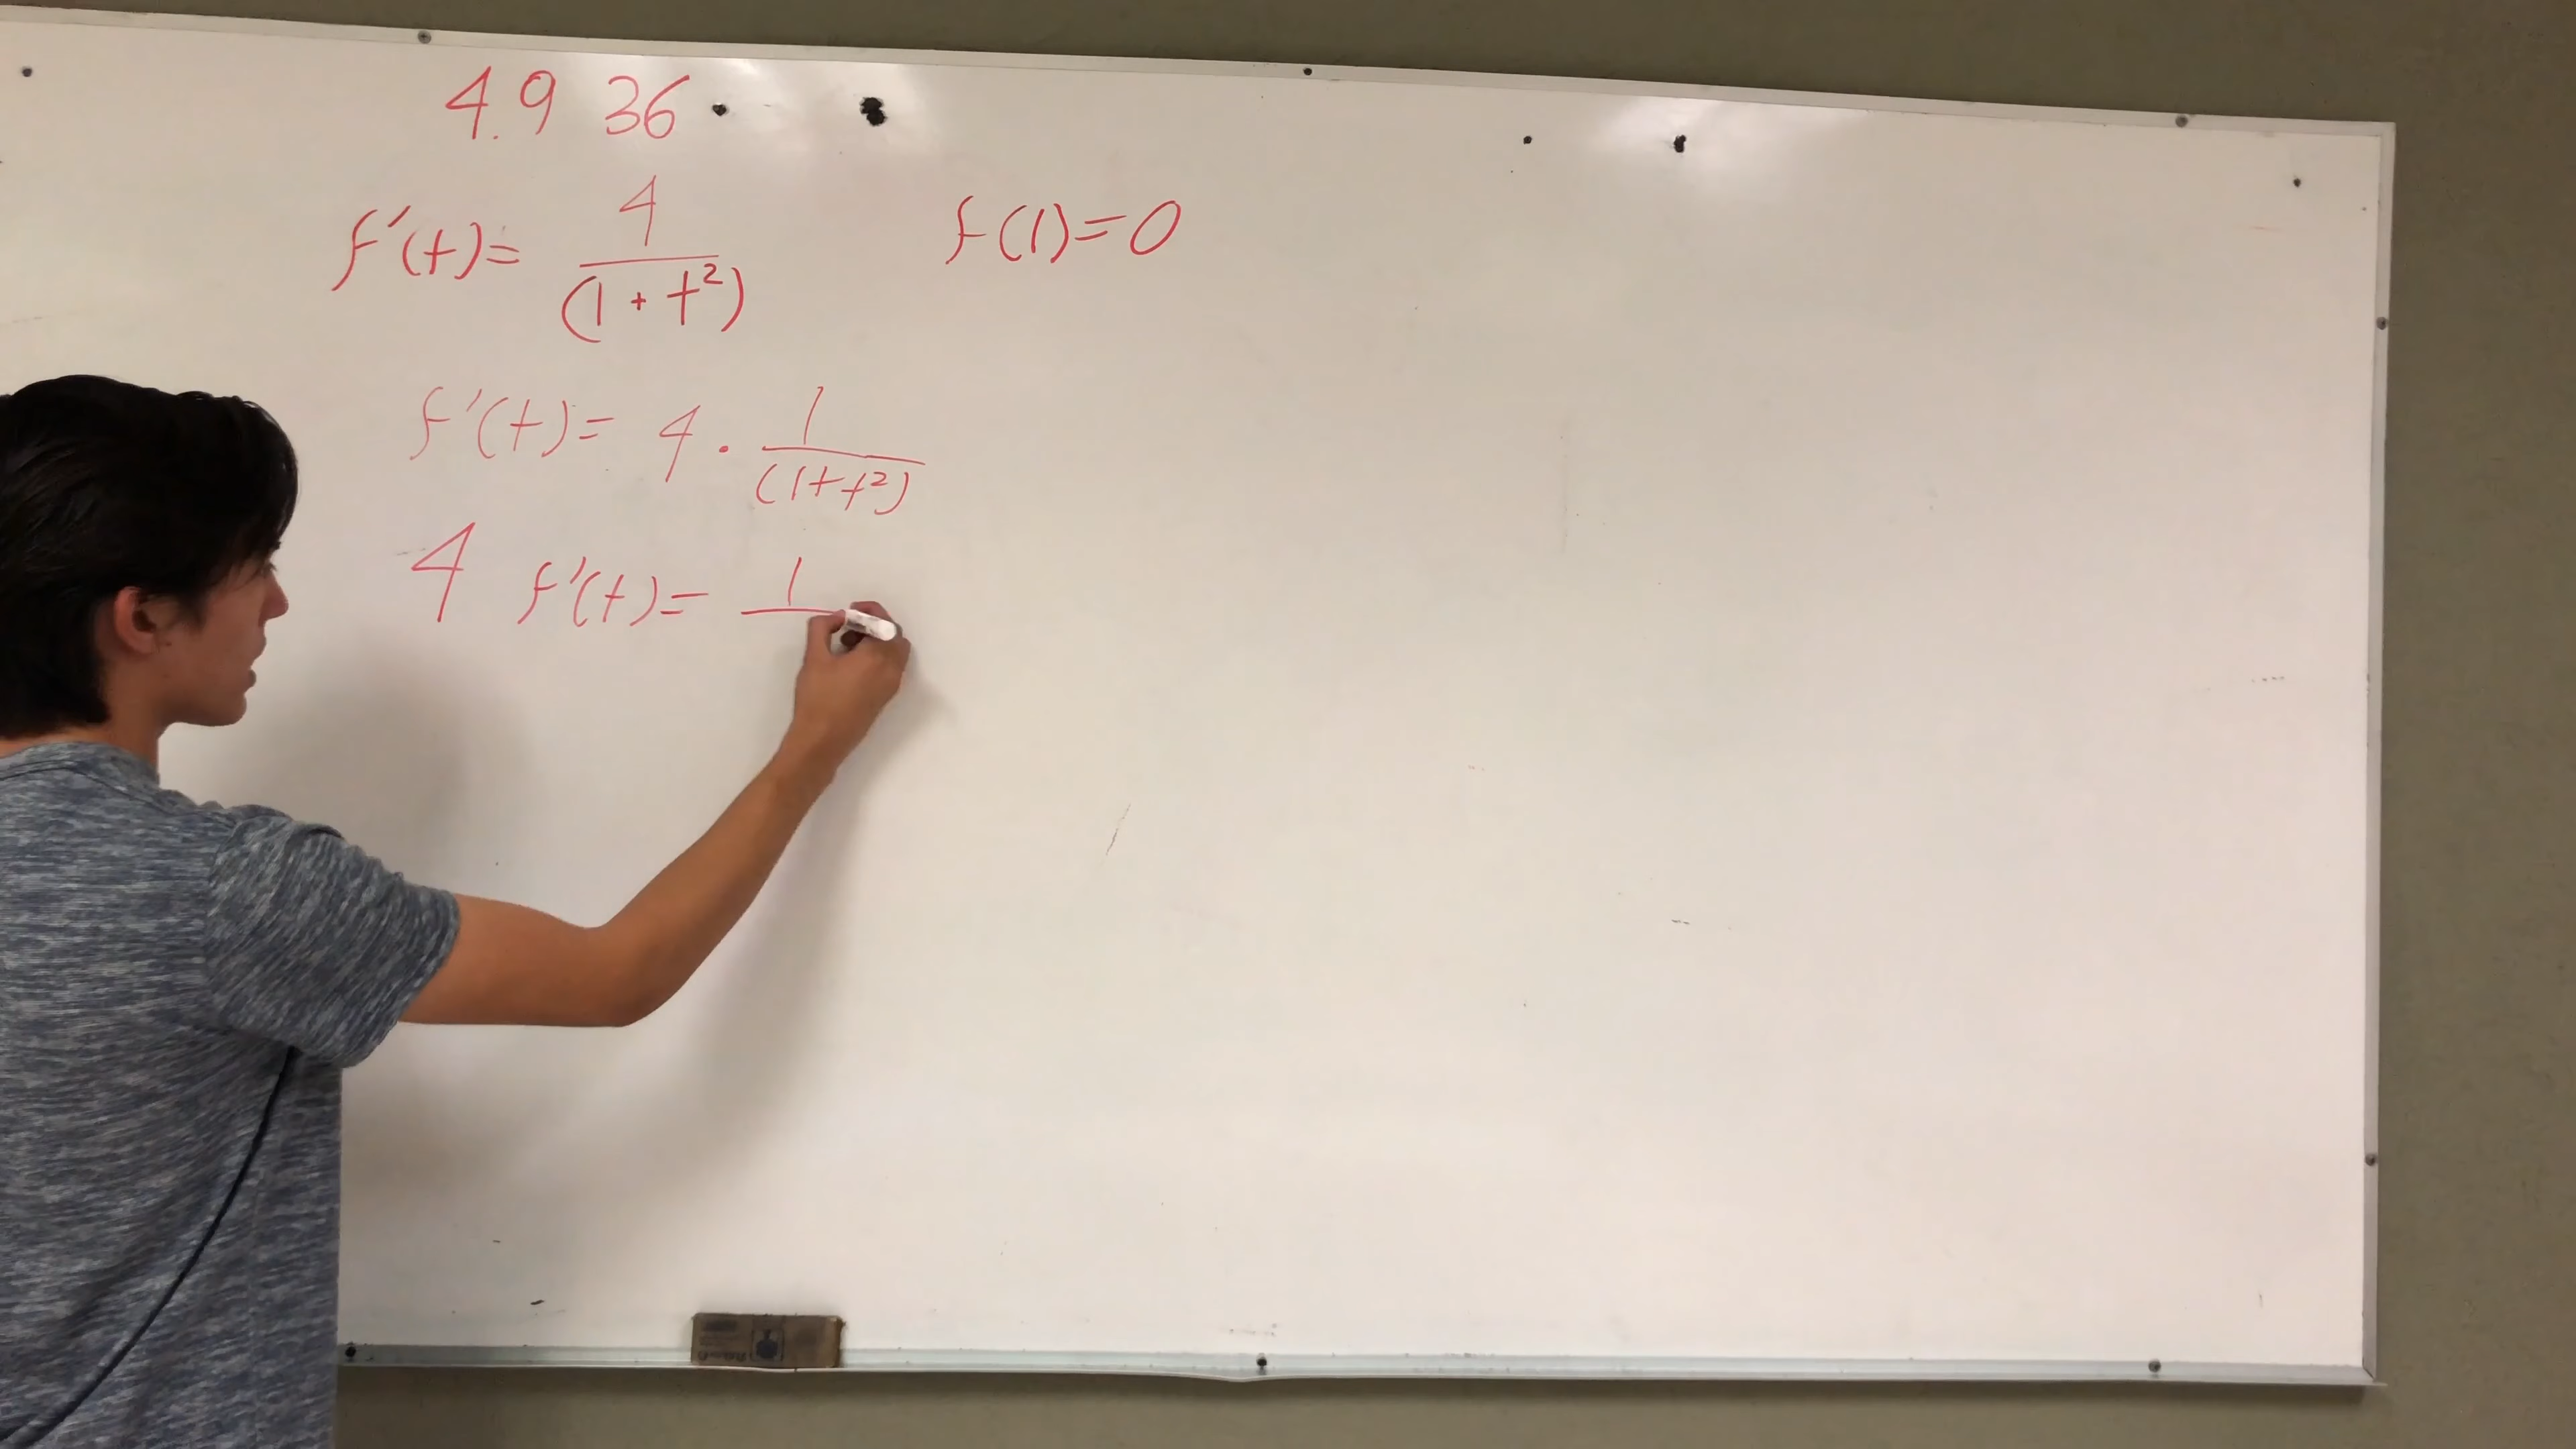 4.9 36
f'(t) = 4/(1 + t²) f(1) = 0
f'(t) = 4 · 1/(1+t²)
4 f'(t) = 1/